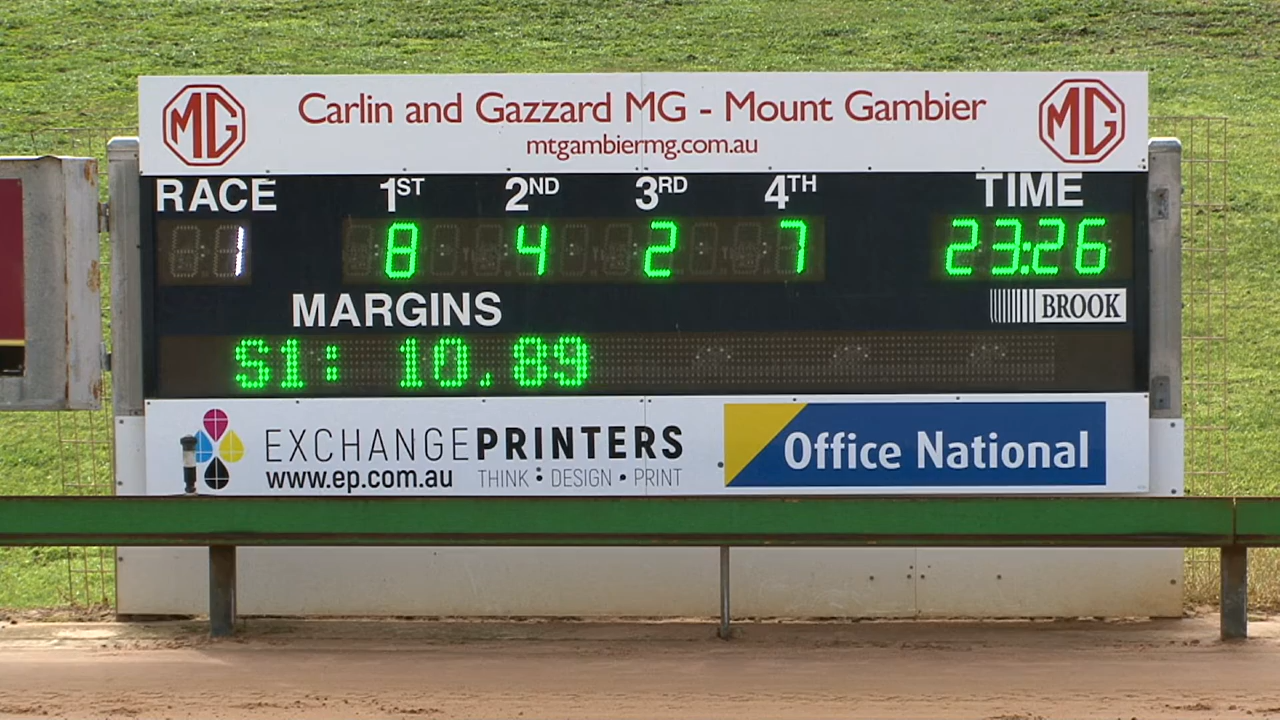 MG Carlin and Gazzard MG - Mount Gambier MG
mtgambiermg.com.au
RACE 1ST 2ND 3RD 4TH TIME
1 8 4 2 7 23:26
MARGINS BROOK
S1: 10.89
EXCHANGEPRINTERS
www.ep.com.au THINK : DESIGN • PRINT
Office National